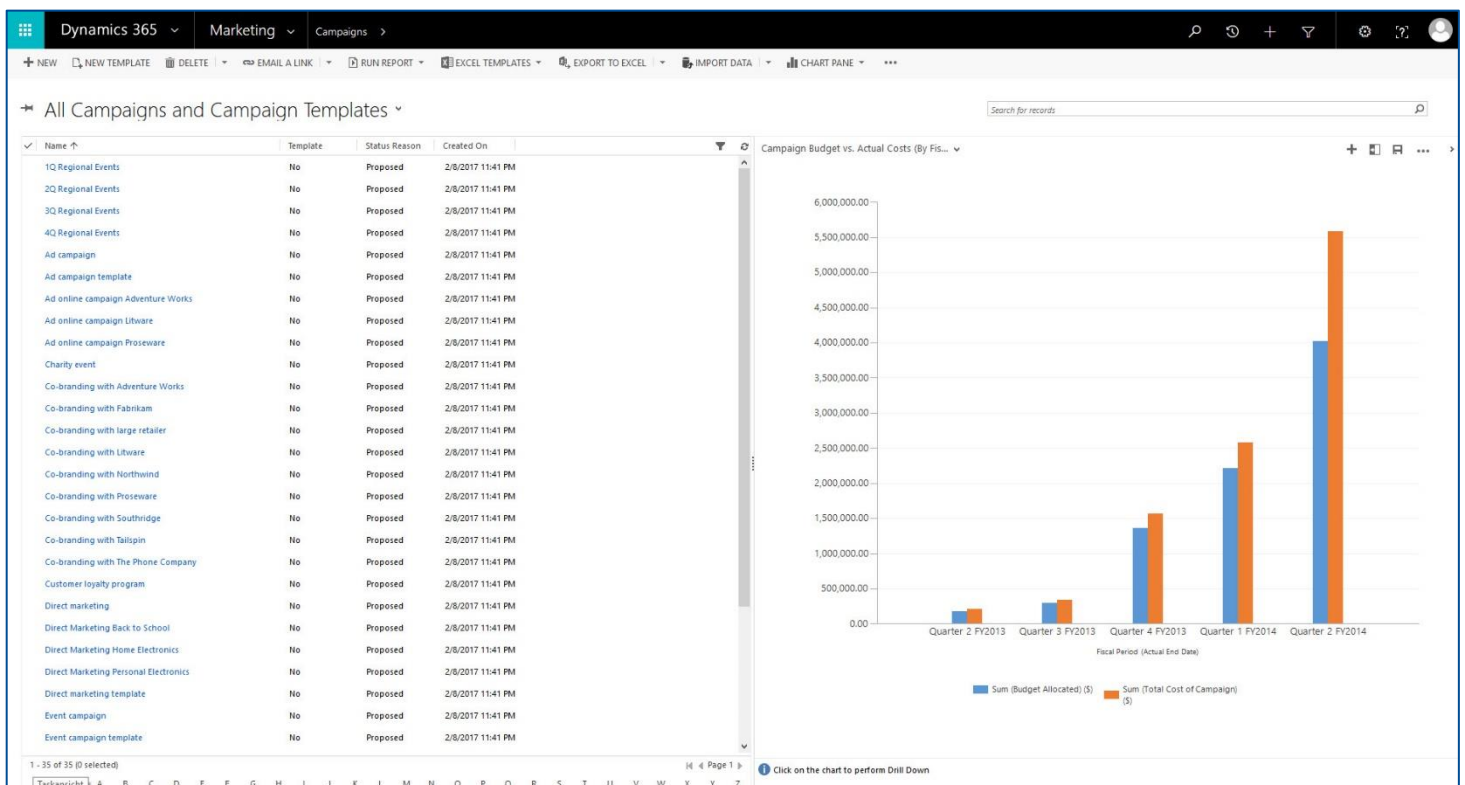 Dynamics 365 Marketing Campaigns
NEW NEW TEMPLATE DELETE EMAIL A LINK RUN REPORT EXCEL TEMPLATES EXPORT TO EXCEL IMPORT DATA CHART PANE ...
All Campaigns and Campaign Templates
Search for records
Name Template Status Reason Created On
1Q Regional Events No Proposed 2/8/2017 11:41 PM
2Q Regional Events No Proposed 2/8/2017 11:41 PM
3Q Regional Events No Proposed 2/8/2017 11:41 PM
4Q Regional Events No Proposed 2/8/2017 11:41 PM
Ad campaign No Proposed 2/8/2017 11:41 PM
Ad campaign template No Proposed 2/8/2017 11:41 PM
Ad online campaign Adventure Works No Proposed 2/8/2017 11:41 PM
Ad online campaign Litware No Proposed 2/8/2017 11:41 PM
Ad online campaign Proseware No Proposed 2/8/2017 11:41 PM
Charity event No Proposed 2/8/2017 11:41 PM
Co-branding with Adventure Works No Proposed 2/8/2017 11:41 PM
Co-branding with Fabrikam No Proposed 2/8/2017 11:41 PM
Co-branding with large retailer No Proposed 2/8/2017 11:41 PM
Co-branding with Litware No Proposed 2/8/2017 11:41 PM
Co-branding with Northwind No Proposed 2/8/2017 11:41 PM
Co-branding with Proseware No Proposed 2/8/2017 11:41 PM
Co-branding with Southridge No Proposed 2/8/2017 11:41 PM
Co-branding with Tailspin No Proposed 2/8/2017 11:41 PM
Co-branding with The Phone Company No Proposed 2/8/2017 11:41 PM
Customer loyalty program No Proposed 2/8/2017 11:41 PM
Direct marketing No Proposed 2/8/2017 11:41 PM
Direct Marketing Back to School No Proposed 2/8/2017 11:41 PM
Direct Marketing Home Electronics No Proposed 2/8/2017 11:41 PM
Direct Marketing Personal Electronics No Proposed 2/8/2017 11:41 PM
Direct marketing template No Proposed 2/8/2017 11:41 PM
Event campaign No Proposed 2/8/2017 11:41 PM
Event campaign template No Proposed 2/8/2017 11:41 PM
1 - 35 of 35 (0 selected) Page 1
Campaign Budget vs. Actual Costs (By Fis...
6,000,000.00
5,500,000.00
5,000,000.00
4,500,000.00
4,000,000.00
3,500,000.00
3,000,000.00
2,500,000.00
2,000,000.00
1,500,000.00
1,000,000.00
500,000.00
0.00
Quarter 2 FY2013 Quarter 3 FY2013 Quarter 4 FY2013 Quarter 1 FY2014 Quarter 2 FY2014
Fiscal Period (Actual End Date)
Sum (Budget Allocated) ($) Sum (Total Cost of Campaign)
($)
Click on the chart to perform Drill Down